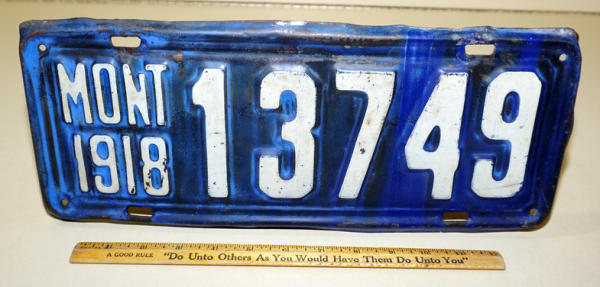 MONT
1918
13749
A GOOD RULE "Do Unto Others As You Would Have Them Do Unto You"